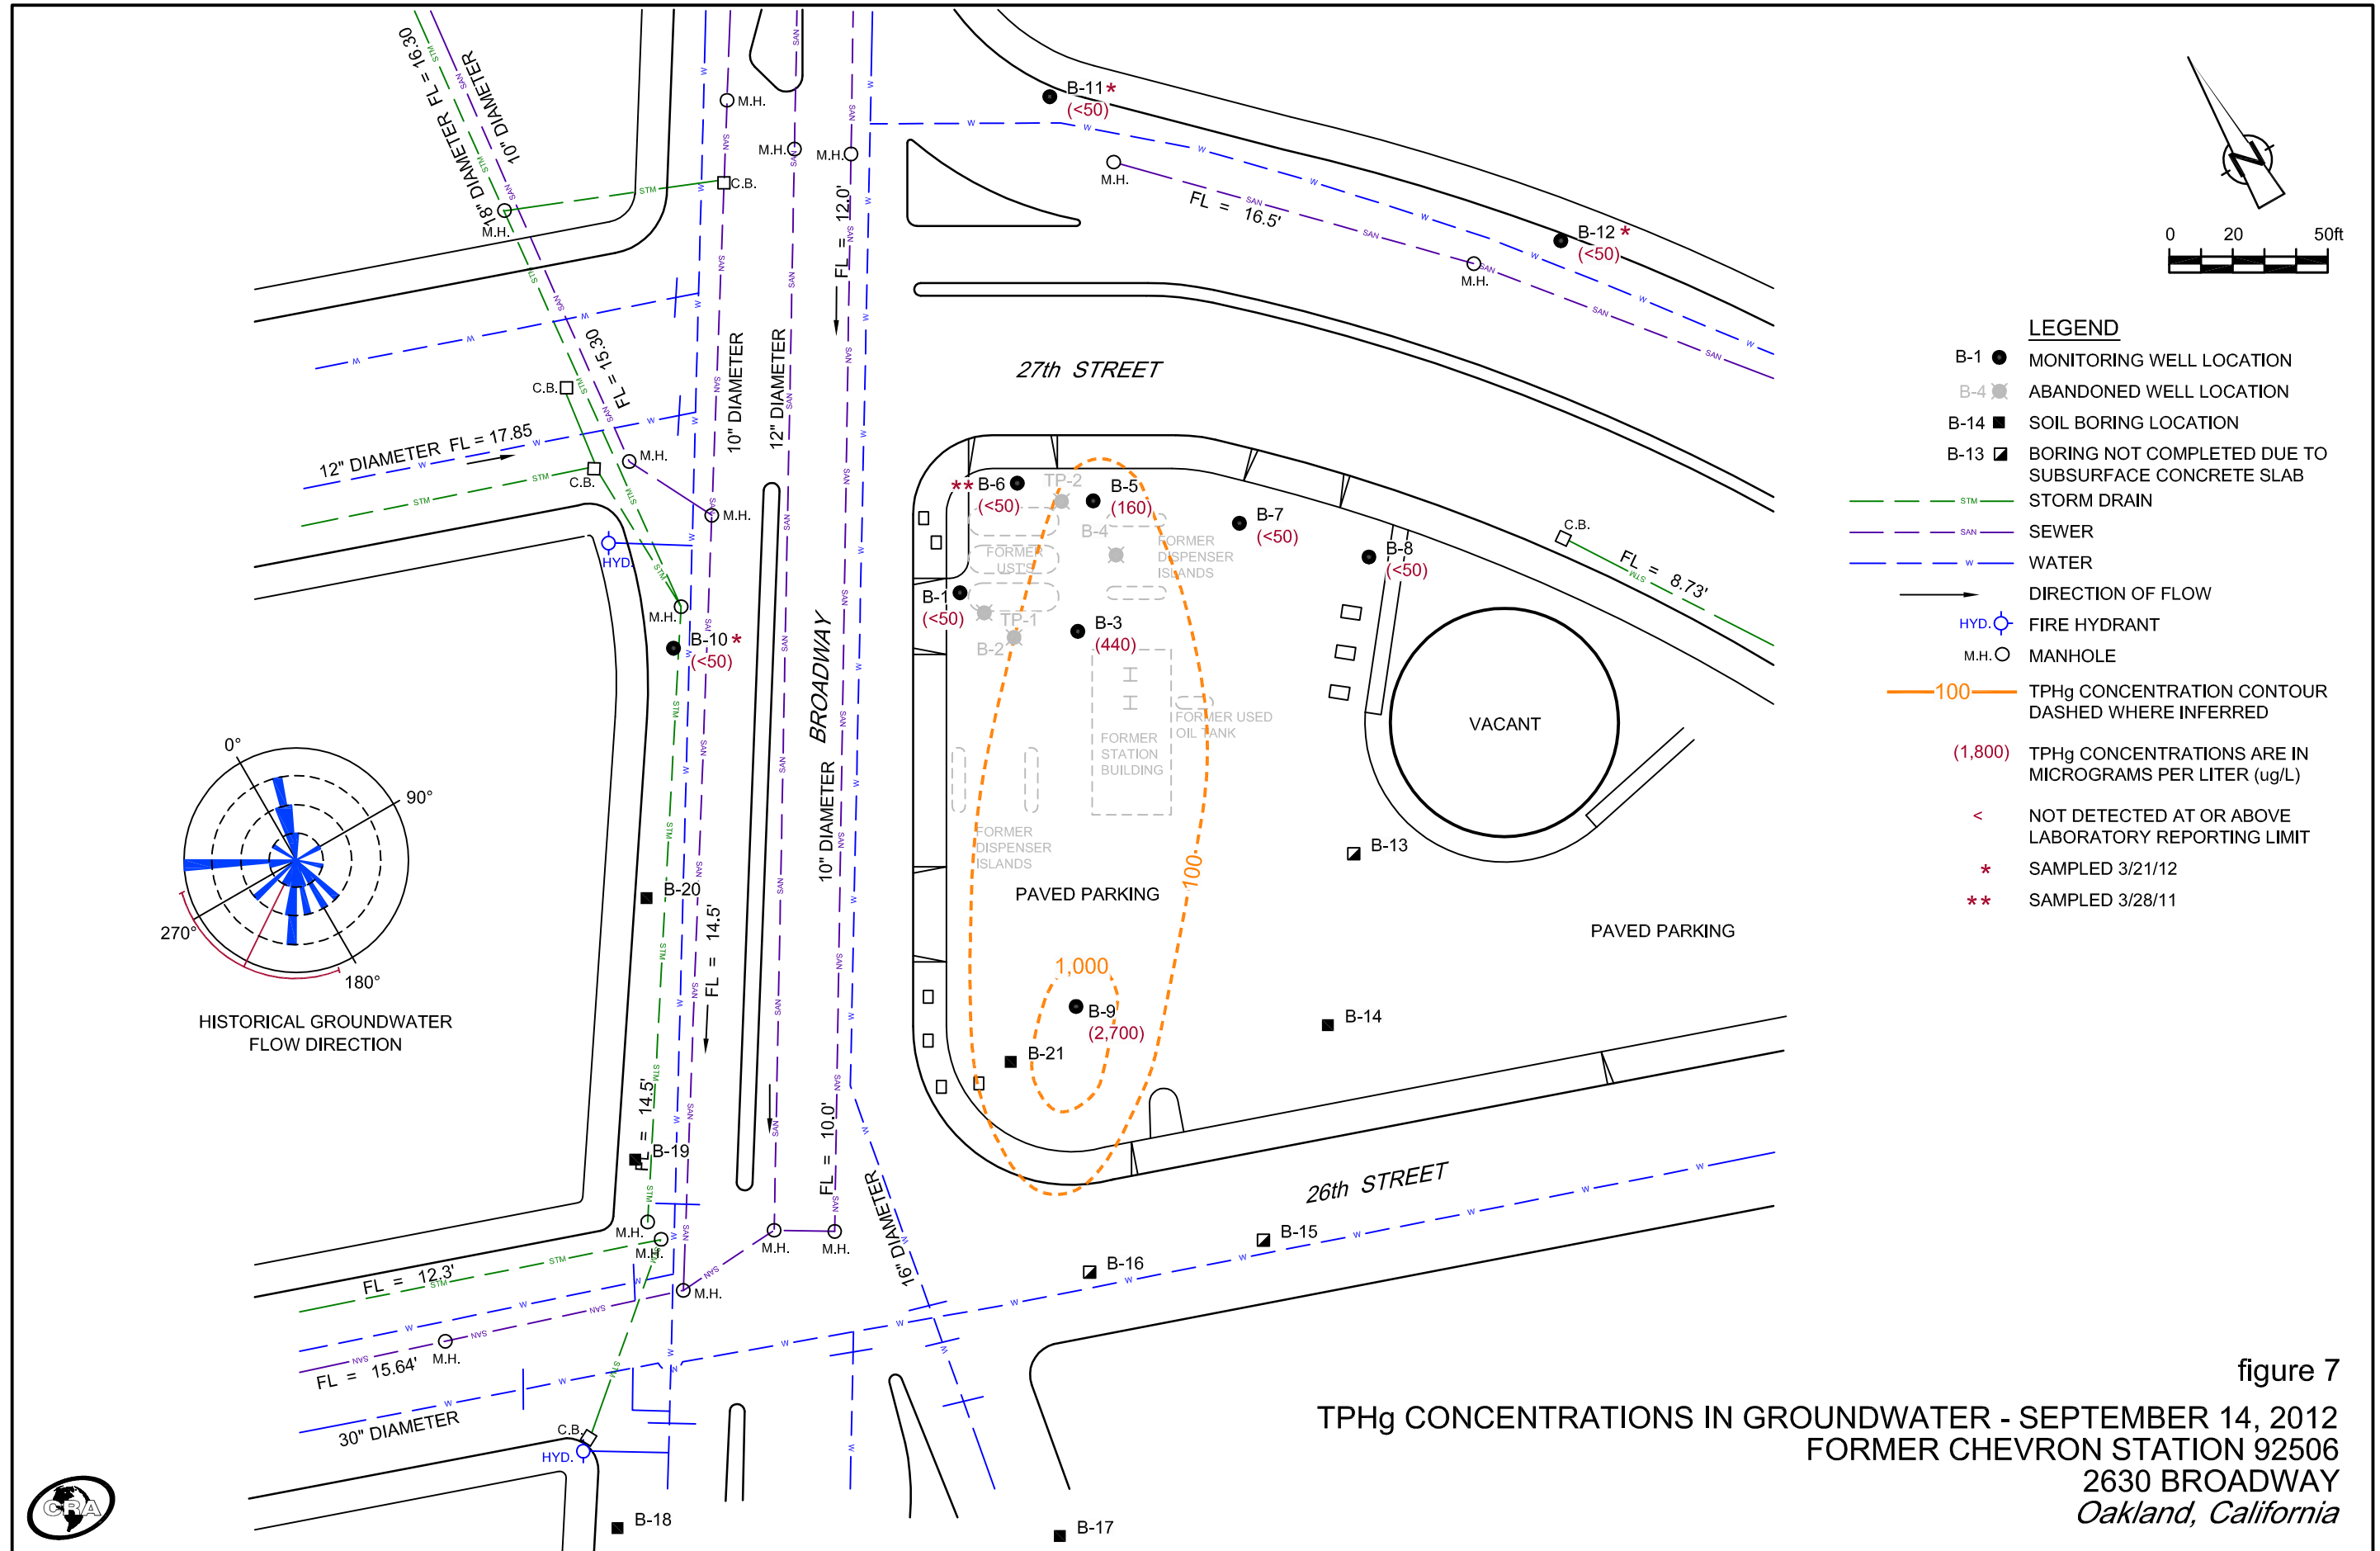 18" DIAMETER FL = 16.30
10" DIAMETER
STM
SAN
W
M.H.
C.B.
B-11*
(<50)
M.H.
M.H.
M.H.
FL = 12.0'
FL = 16.5'
B-12*
(<50)
M.H.
M.H.
0 20 50ft
N
27th STREET
10" DIAMETER
12" DIAMETER
FL = 15.30
C.B.
12" DIAMETER FL = 17.85
C.B.
M.H.
M.H.
HYD.
M.H.
B-10*
(<50)
BROADWAY
** B-6
(<50)
TP-2
B-5
(160)
B-4
FORMER
UST'S
FORMER
DISPENSER
ISLANDS
B-7
(<50)
B-8
(<50)
C.B.
FL = 8.73'
B-1
(<50)
TP-1
B-2
B-3
(440)
FORMER USED
OIL TANK
FORMER
STATION
BUILDING
VACANT
FORMER
DISPENSER
ISLANDS
PAVED PARKING
100
B-13
PAVED PARKING
1,000
B-9
(2,700)
B-21
B-14
10" DIAMETER
B-20
FL = 14.5'
FL = 14.5'
B-19
FL = 10.0'
16" DIAMETER
26th STREET
B-15
B-16
M.H.
M.H.
M.H.
M.H.
M.H.
FL = 12.3'
FL = 15.64'
M.H.
30" DIAMETER
C.B.
HYD.
B-18
B-17
0°
90°
180°
270°
HISTORICAL GROUNDWATER
FLOW DIRECTION
LEGEND
B-1 MONITORING WELL LOCATION
B-4 ABANDONED WELL LOCATION
B-14 SOIL BORING LOCATION
B-13 BORING NOT COMPLETED DUE TO
SUBSURFACE CONCRETE SLAB
STM STORM DRAIN
SAN SEWER
W WATER
DIRECTION OF FLOW
HYD. FIRE HYDRANT
M.H. MANHOLE
100 TPHg CONCENTRATION CONTOUR
DASHED WHERE INFERRED
(1,800) TPHg CONCENTRATIONS ARE IN
MICROGRAMS PER LITER (ug/L)
< NOT DETECTED AT OR ABOVE
LABORATORY REPORTING LIMIT
* SAMPLED 3/21/12
** SAMPLED 3/28/11
figure 7
TPHg CONCENTRATIONS IN GROUNDWATER - SEPTEMBER 14, 2012
FORMER CHEVRON STATION 92506
2630 BROADWAY
Oakland, California
CRA